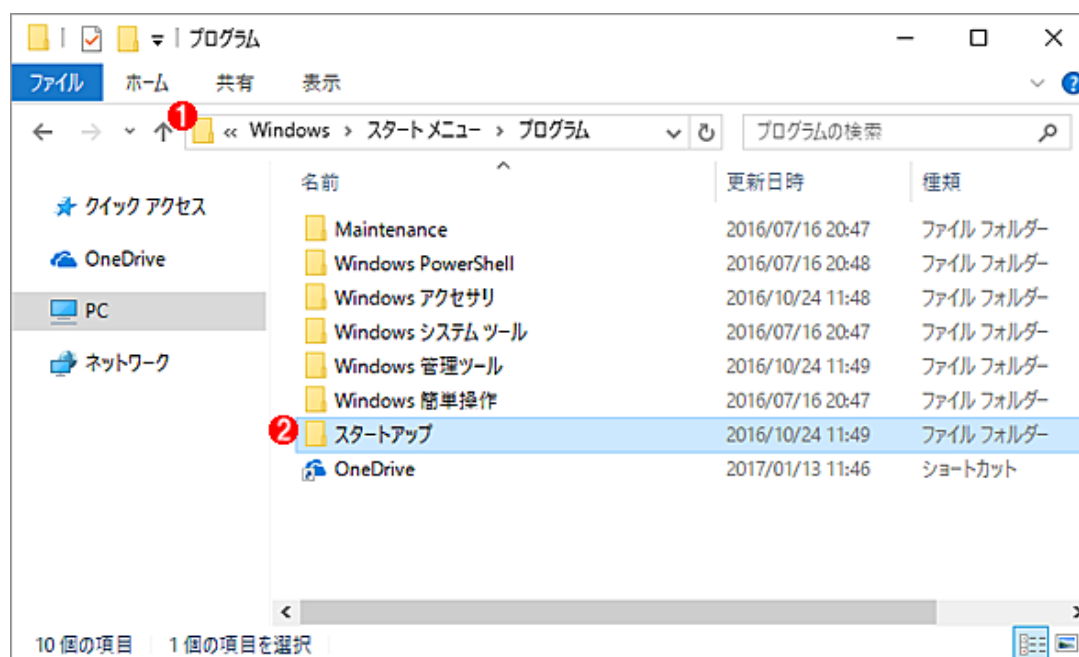 プログラム
ファイル ホーム 共有 表示
1 « Windows > スタート メニュー > プログラム プログラムの検索
名前 更新日時 種類
クイック アクセス
OneDrive
PC
ネットワーク
Maintenance 2016/07/16 20:47 ファイル フォルダー
Windows PowerShell 2016/07/16 20:48 ファイル フォルダー
Windows アクセサリ 2016/10/24 11:48 ファイル フォルダー
Windows システム ツール 2016/07/16 20:47 ファイル フォルダー
Windows 管理ツール 2016/10/24 11:49 ファイル フォルダー
Windows 簡単操作 2016/07/16 20:47 ファイル フォルダー
2 スタートアップ 2016/10/24 11:49 ファイル フォルダー
OneDrive 2017/01/13 11:46 ショートカット
10 個の項目 1 個の項目を選択